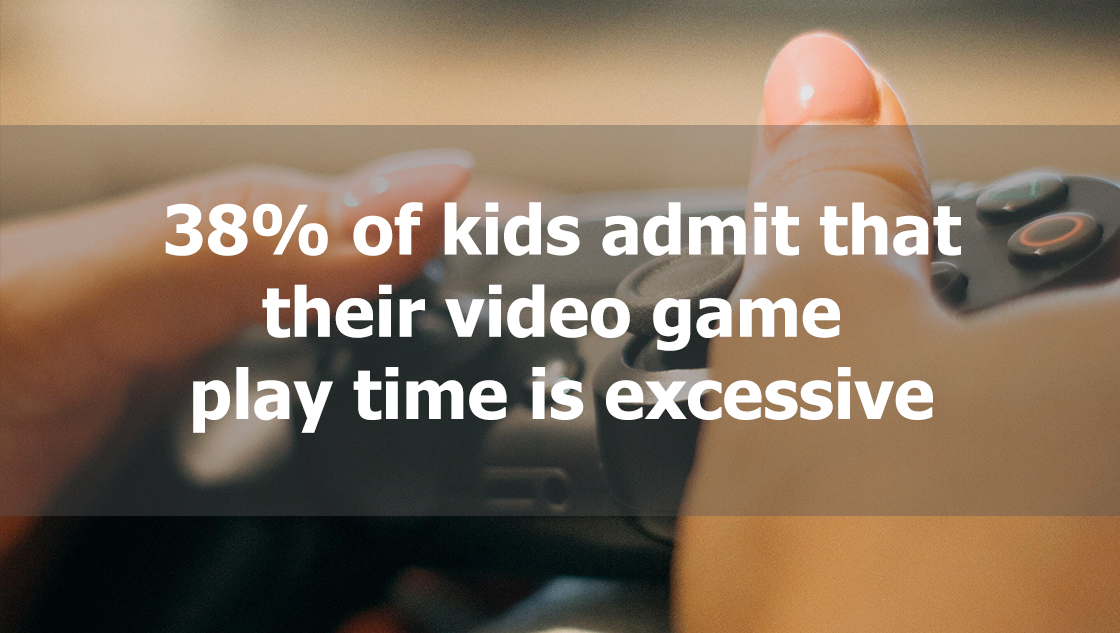 38% of kids admit that
their video game
play time is excessive